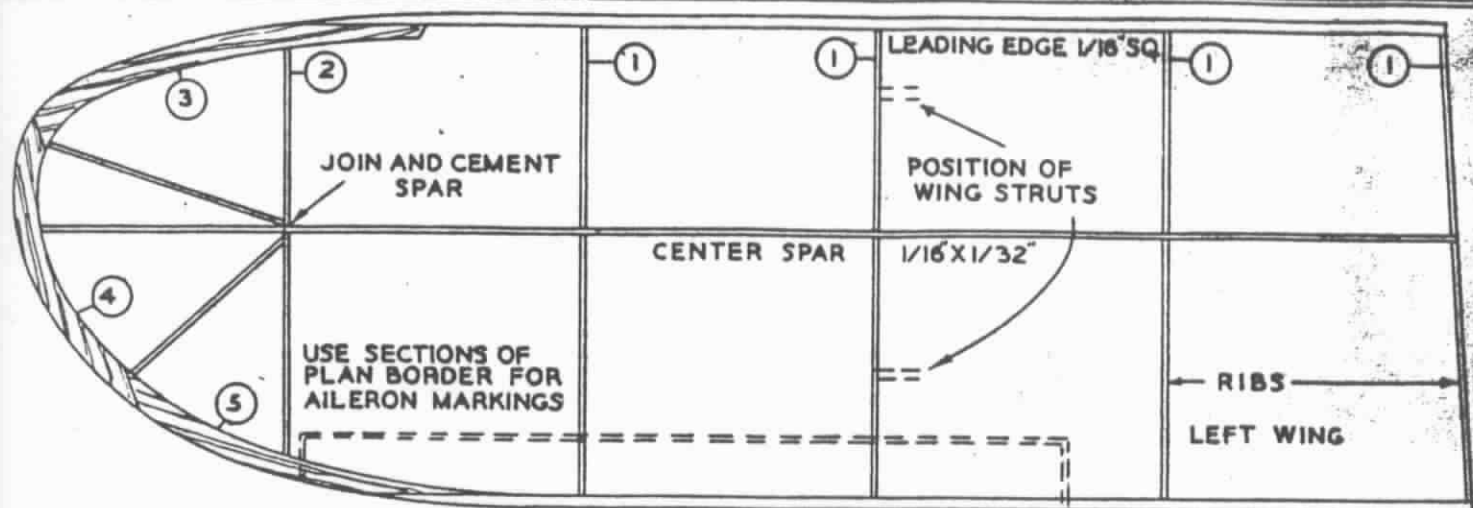 LEADING EDGE 1/16" SQ.
1
1
1
1
2
3
JOIN AND CEMENT
SPAR
POSITION OF
WING STRUTS
CENTER SPAR 1/16"X1/32"
4
USE SECTIONS OF
PLAN BORDER FOR
AILERON MARKINGS
5
RIBS
LEFT WING